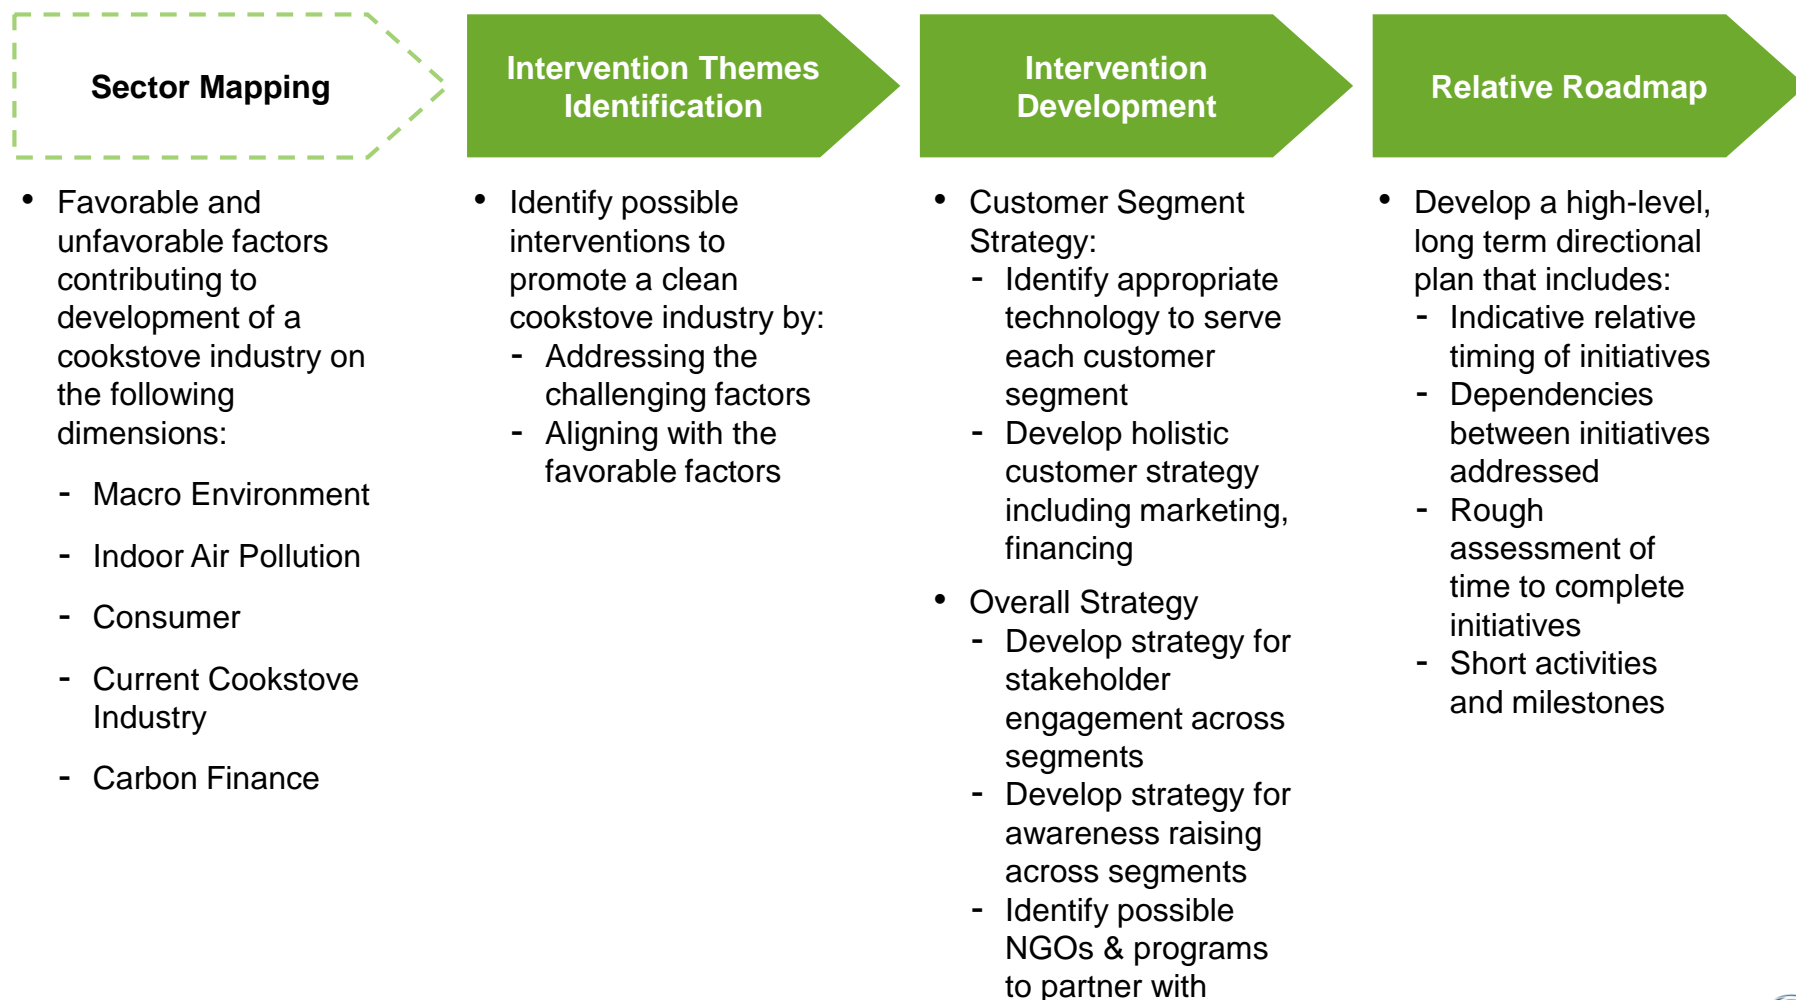 Sector Mapping
Intervention Themes
Identification
Intervention
Development
Relative Roadmap
• Favorable and
unfavorable factors
contributing to
development of a
cookstove industry on
the following
dimensions:
- Macro Environment
- Indoor Air Pollution
- Consumer
- Current Cookstove
Industry
- Carbon Finance
• Identify possible
interventions to
promote a clean
cookstove industry by:
- Addressing the
challenging factors
- Aligning with the
favorable factors
• Customer Segment
Strategy:
- Identify appropriate
technology to serve
each customer
segment
- Develop holistic
customer strategy
including marketing,
financing
• Overall Strategy
- Develop strategy for
stakeholder
engagement across
segments
- Develop strategy for
awareness raising
across segments
- Identify possible
NGOs & programs
to partner with
• Develop a high-level,
long term directional
plan that includes:
- Indicative relative
timing of initiatives
- Dependencies
between initiatives
addressed
- Rough
assessment of
time to complete
initiatives
- Short activities
and milestones